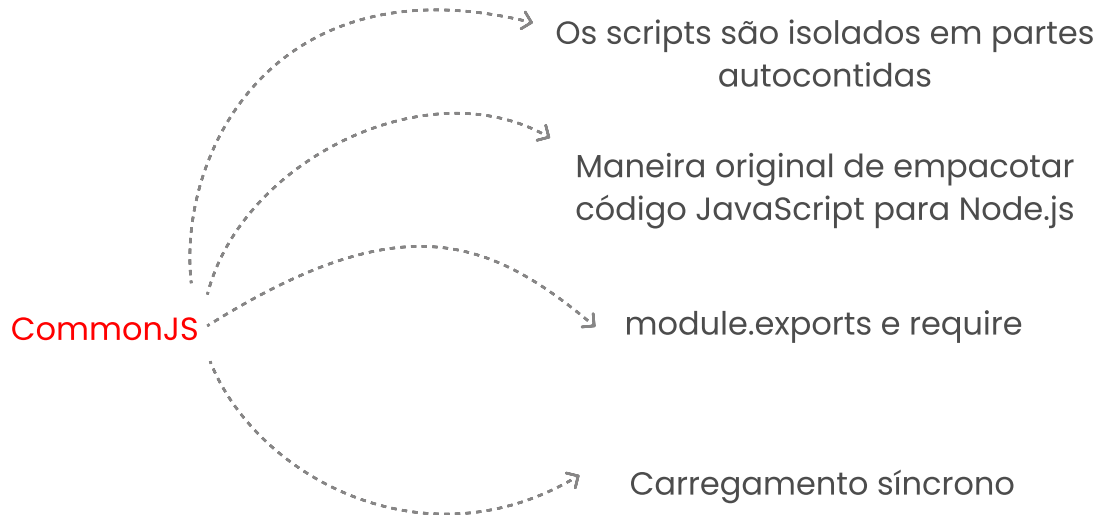 Os scripts são isolados em partes
autocontidas
Maneira original de empacotar
código JavaScript para Node.js
CommonJS
module.exports e require
Carregamento síncrono